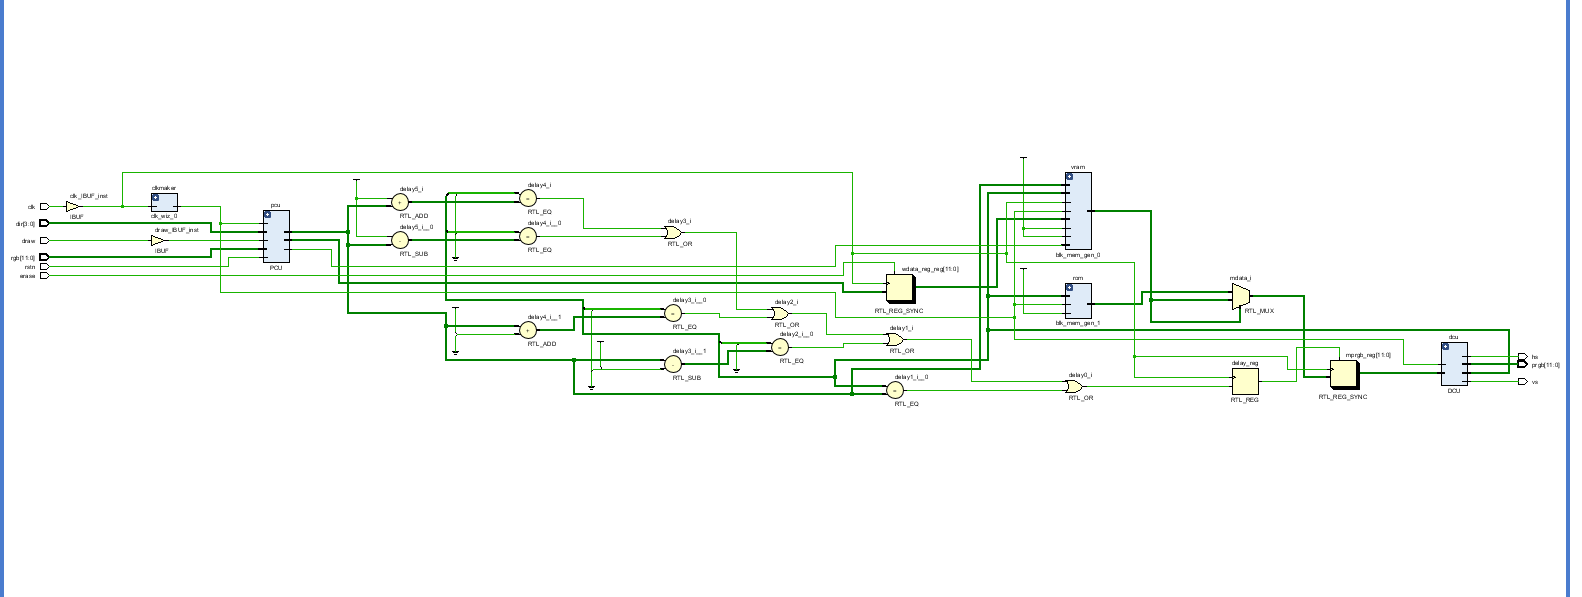 clk
dir[3:0]
draw
rgb[11:0]
rstn
erase
clk_IBUF_inst
IBUF
clkmaker
clk_wiz_0
draw_IBUF_inst
IBUF
pcu
PCU
delay5_i
RTL_ADD
delay5_i__0
RTL_SUB
delay4_i
RTL_EQ
delay4_i__0
RTL_EQ
delay4_i__1
RTL_ADD
delay3_i
RTL_OR
delay3_i__0
RTL_EQ
delay3_i__1
RTL_SUB
delay2_i
RTL_OR
delay2_i__0
RTL_EQ
wdata_reg_reg[11:0]
RTL_REG_SYNC
delay1_i
RTL_OR
delay1_i__0
RTL_EQ
vram
blk_mem_gen_0
rom
blk_mem_gen_1
delay0_i
RTL_OR
mdata_i
RTL_MUX
delay_reg
RTL_REG
mprgb_reg[11:0]
RTL_REG_SYNC
dcu
DCU
hs
prgb[11:0]
vs